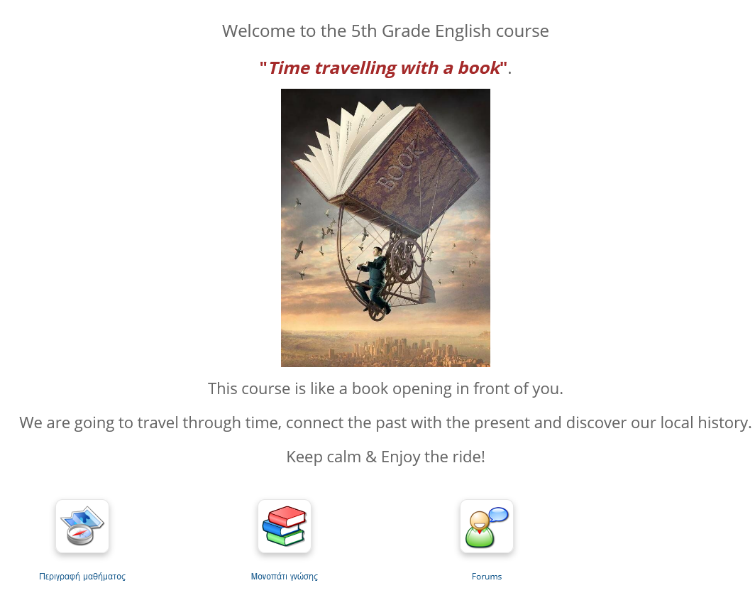 Welcome to the 5th Grade English course
"Time travelling with a book".
BOOK
This course is like a book opening in front of you.
We are going to travel through time, connect the past with the present and discover our local history.
Keep calm & Enjoy the ride!
Περιγραφή μαθήματος
Μονοπάτι γνώσης
Forums